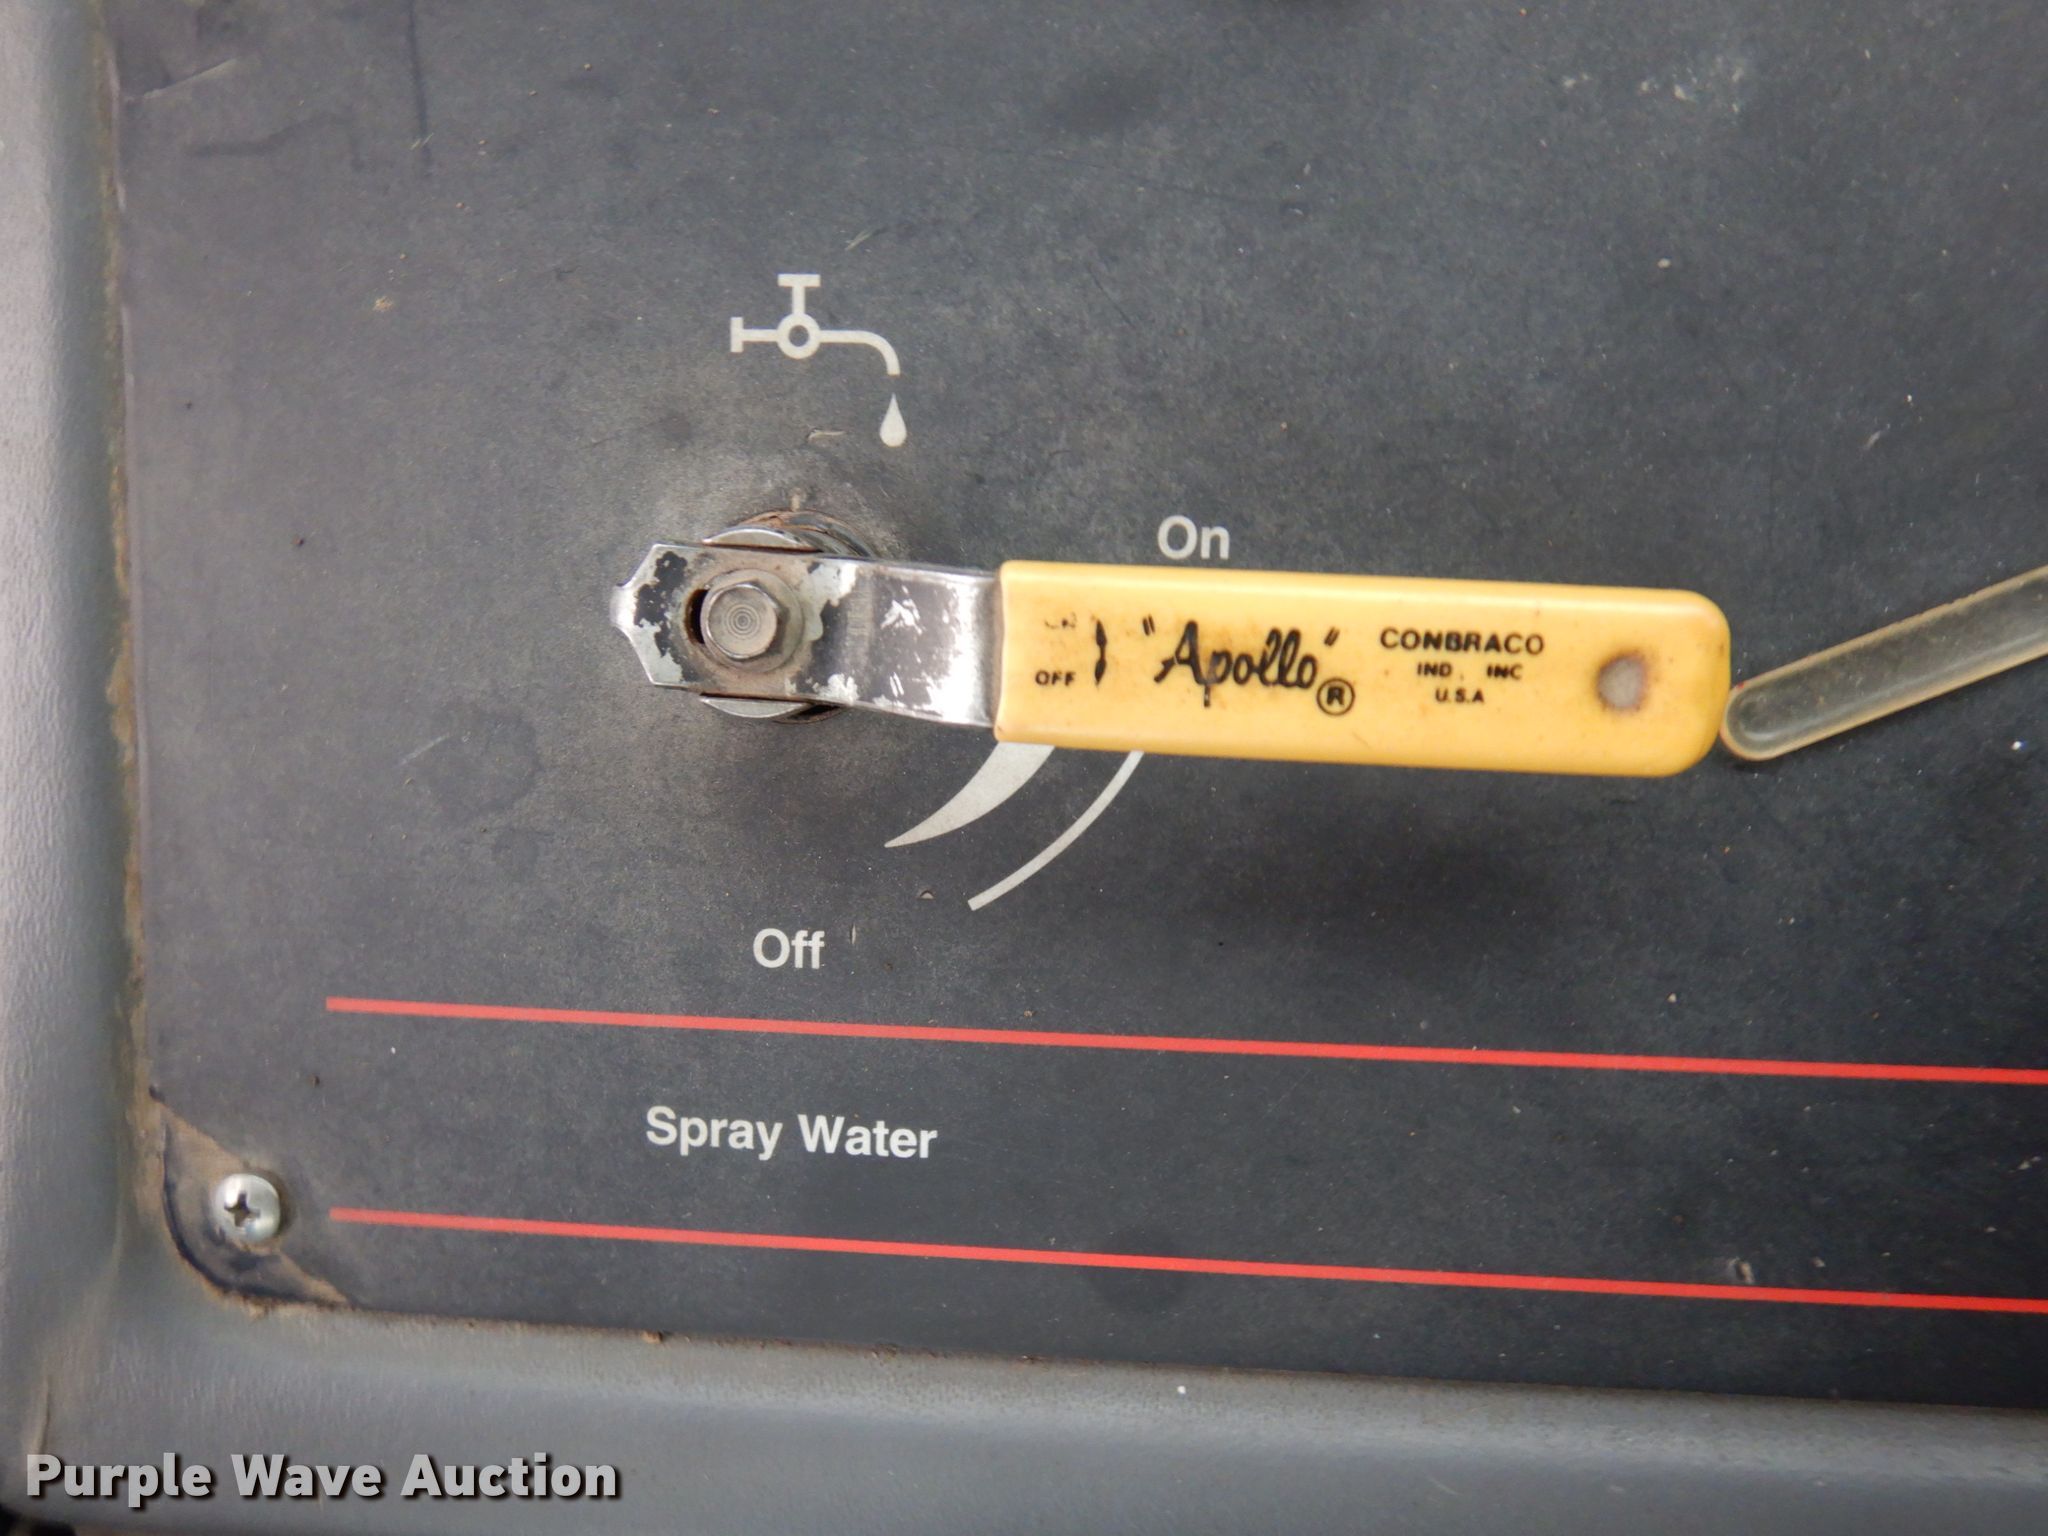 On
OFF
"Apollo"®
CONBRACO
IND. INC
U.S.A
Off
Spray Water
Purple Wave Auction